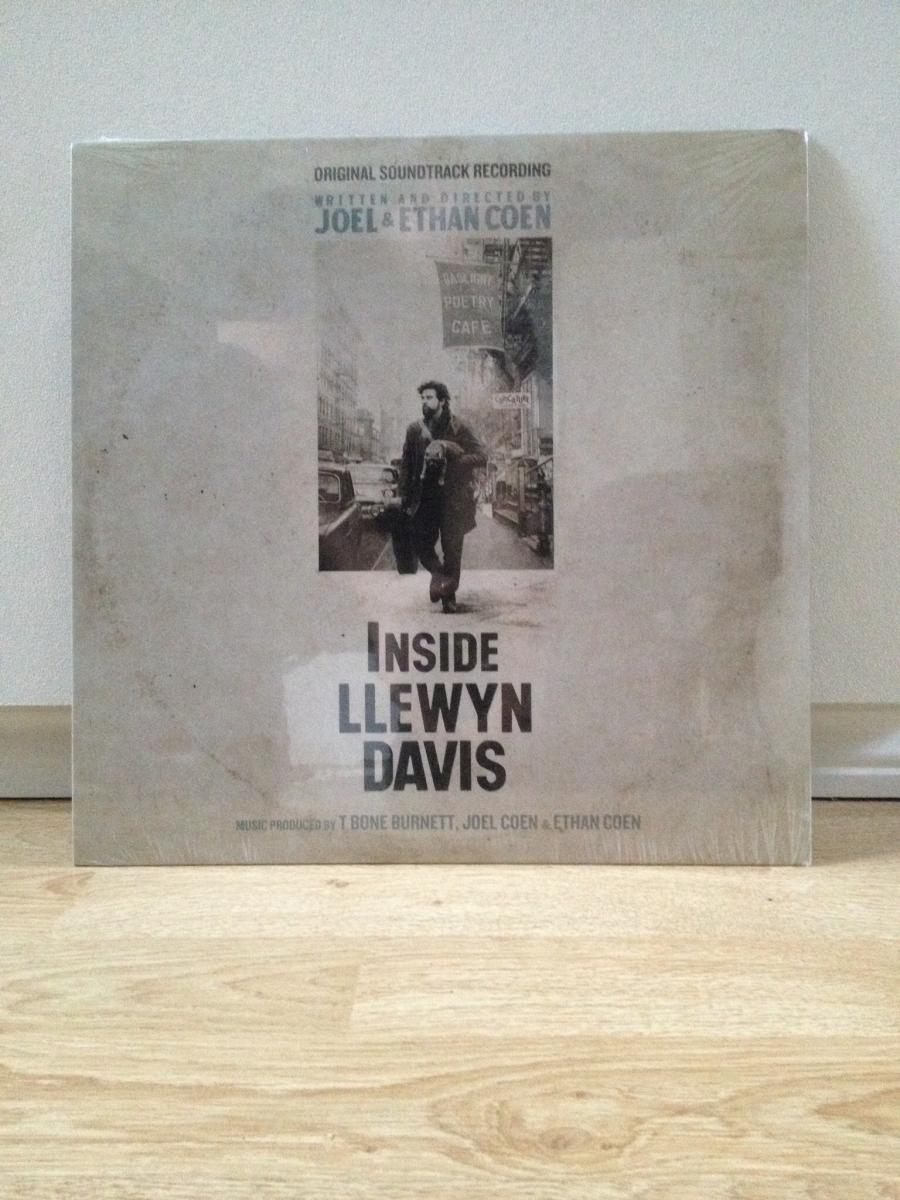 ORIGINAL SOUNDTRACK RECORDING
WRITTEN AND DIRECTED BY
JOEL & ETHAN COEN
GASLIGHT
POETRY
CAFE
INSIDE
LLEWYN
DAVIS
MUSIC PRODUCED BY T BONE BURNETT, JOEL COEN & ETHAN COEN